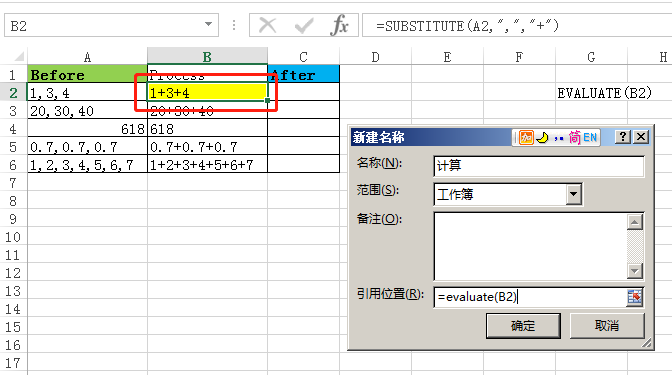 B2 =SUBSTITUTE(A2,",","+")
A B C D E F G H
1 Before Process After
2 1,3,4 1+3+4 EVALUATE(B2)
3 20,30,40 20+30+40
4 618 618
5 0.7,0.7,0.7 0.7+0.7+0.7
6 1,2,3,4,5,6,7 1+2+3+4+5+6+7
7
8
9
10
11
12
13
14
15
16
17
新建名称 简 EN ? ×
名称(N): 计算
范围(S): 工作簿
备注(O):
引用位置(R): =evaluate(B2)
确定 取消